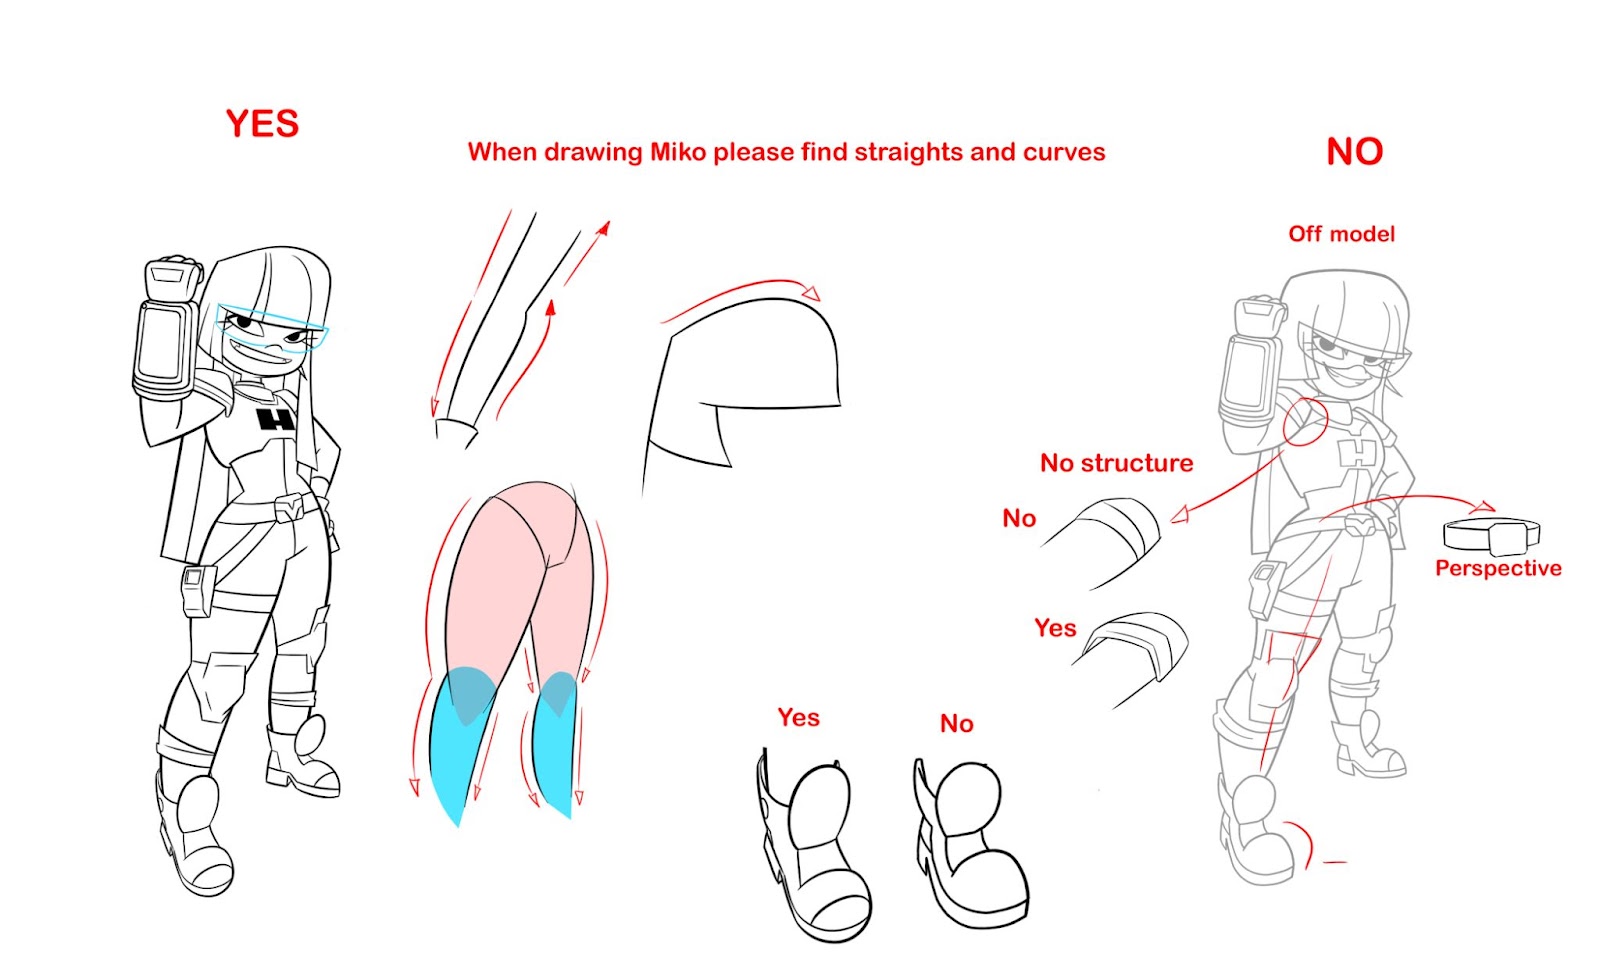 YES
When drawing Miko please find straights and curves
NO
Off model
H
H
No structure
No
Perspective
Yes
Yes
No